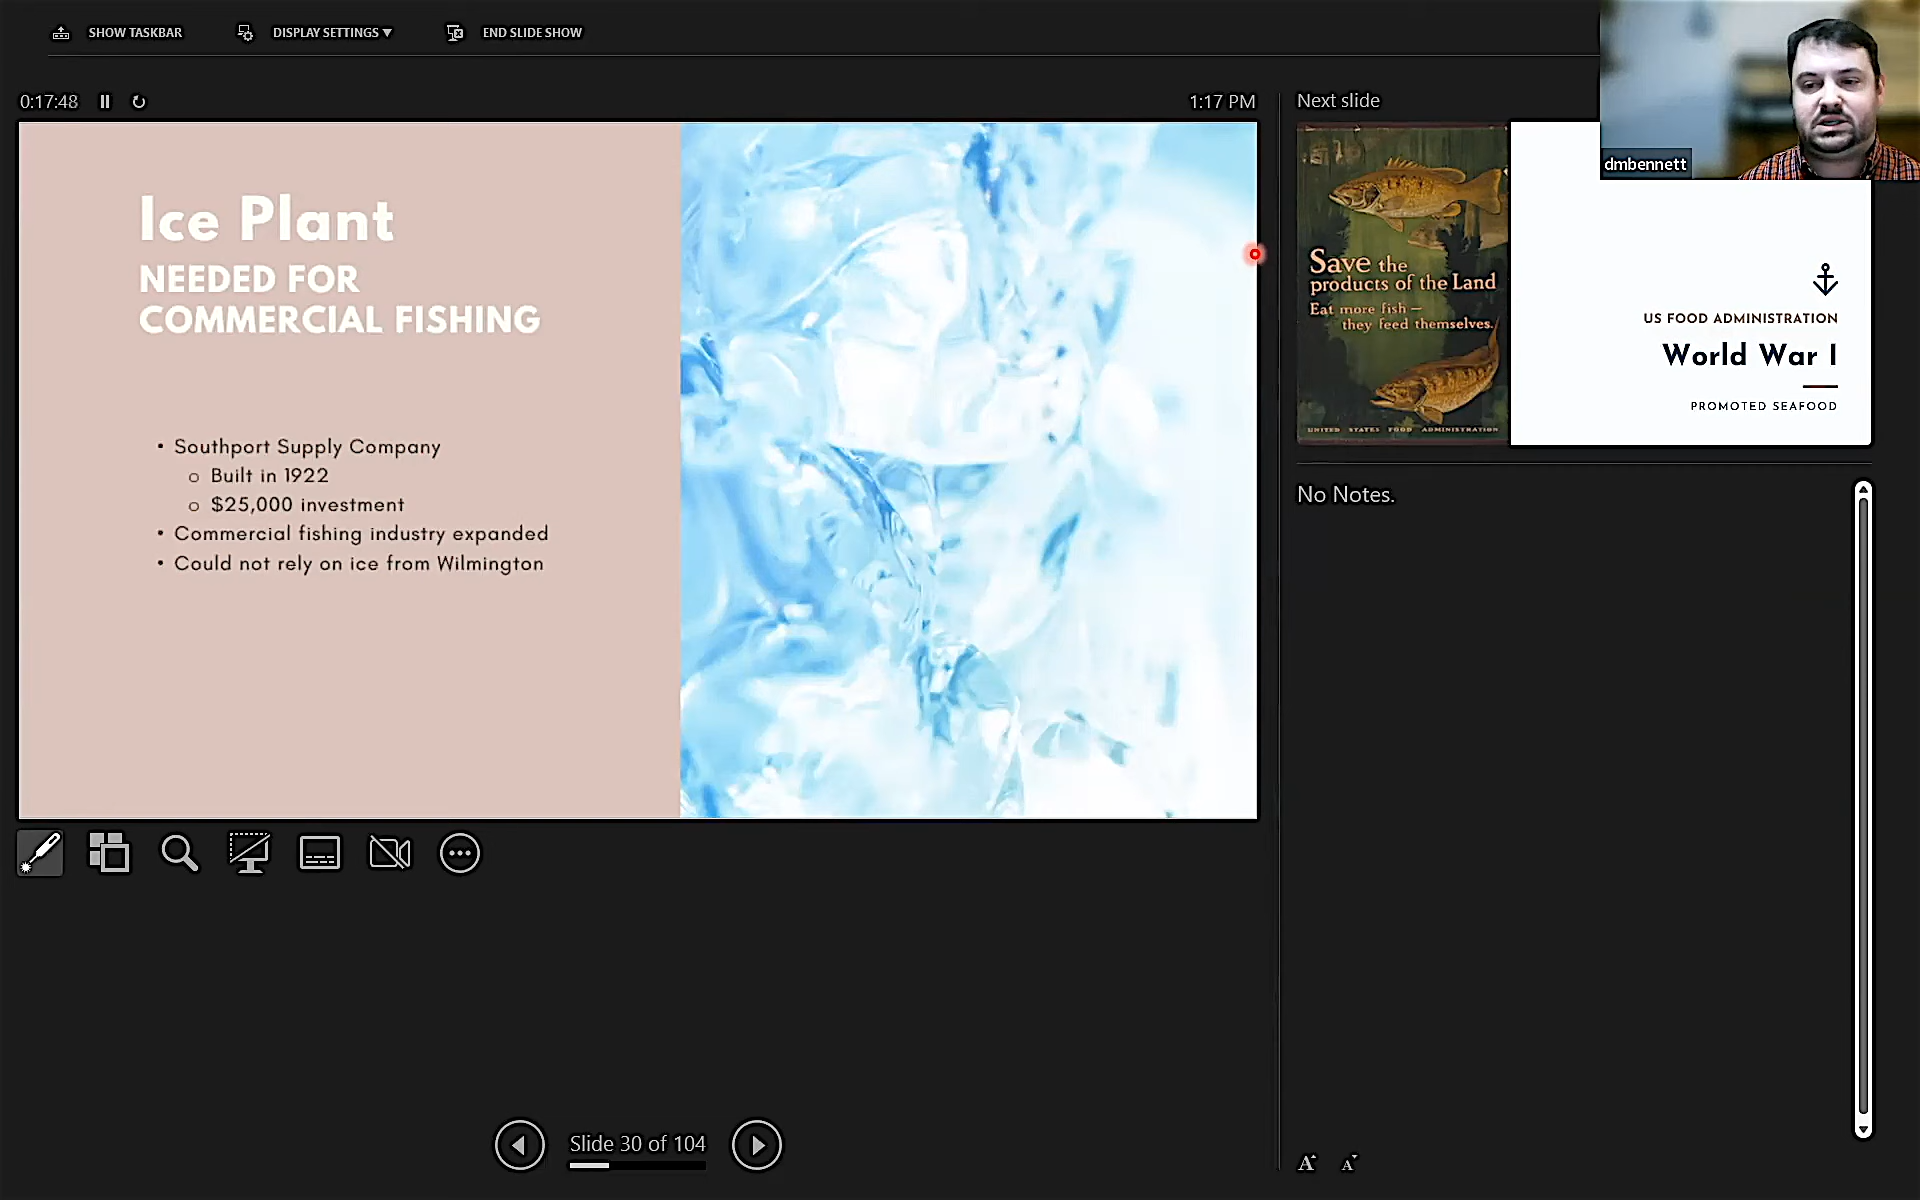 SHOW TASKBAR
DISPLAY SETTINGS ▼
END SLIDE SHOW
0:17:48
1:17 PM
Ice Plant
NEEDED FOR
COMMERCIAL FISHING
• Southport Supply Company
o Built in 1922
o $25,000 investment
• Commercial fishing industry expanded
• Could not rely on ice from Wilmington
Slide 30 of 104
Next slide
dmbennett
Save the
products of the Land
Eat more fish —
they feed themselves.
UNITED STATES FOOD ADMINISTRATION
US FOOD ADMINISTRATION
World War I
PROMOTED SEAFOOD
No Notes.
A A